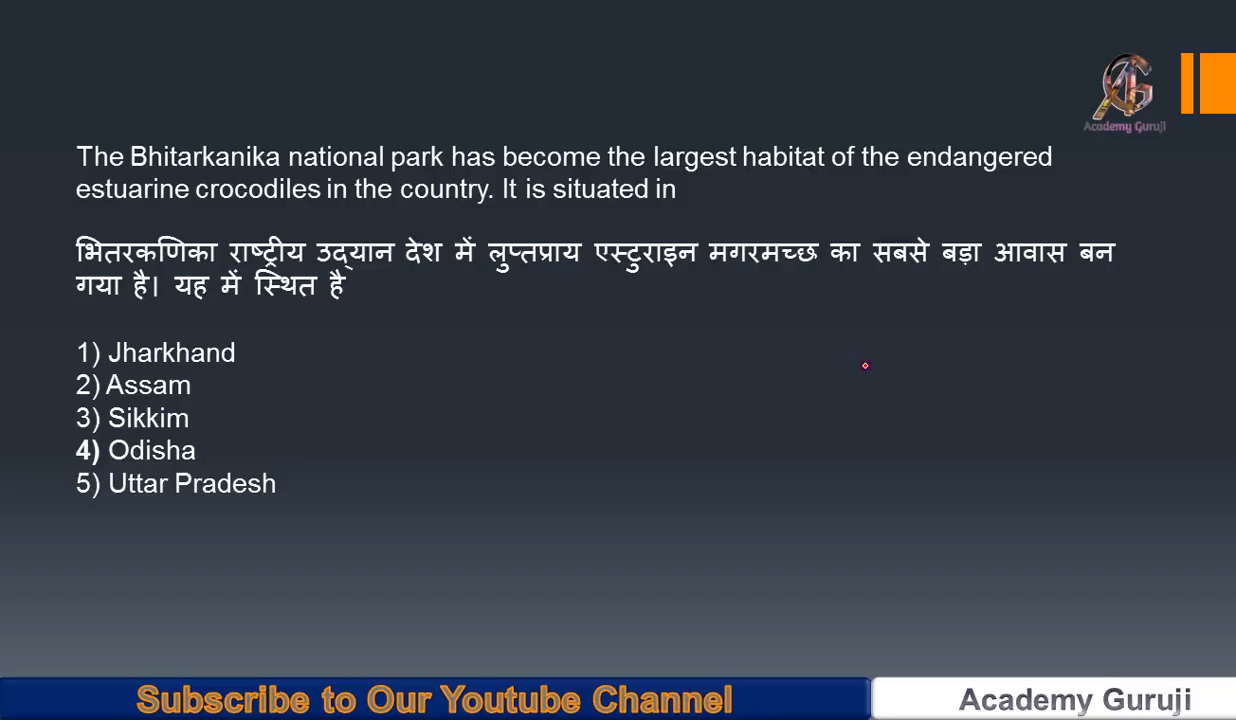 Academy Guruji
The Bhitarkanika national park has become the largest habitat of the endangered
estuarine crocodiles in the country. It is situated in
भितरकणिका राष्ट्रीय उद्यान देश में लुप्तप्राय एस्टुराइन मगरमच्छ का सबसे बड़ा आवास बन
गया है। यह में स्थित है
1) Jharkhand
2) Assam
3) Sikkim
4) Odisha
5) Uttar Pradesh
Subscribe to Our Youtube Channel
Academy Guruji